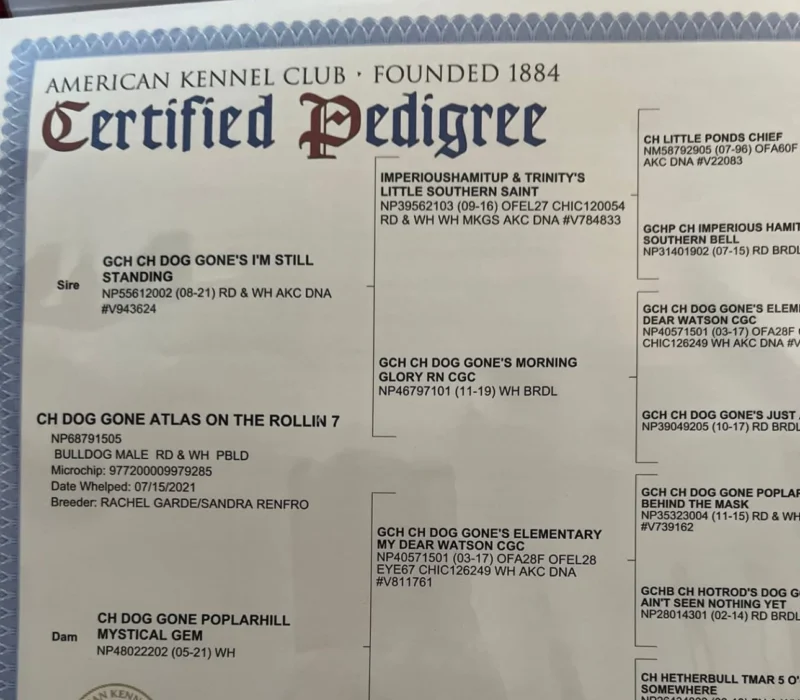 AMERICAN KENNEL CLUB · FOUNDED 1884
Certified Pedigree
Sire
GCH CH DOG GONE'S I'M STILL
STANDING
NP55612002 (08-21) RD & WH AKC DNA
#V943624
CH DOG GONE ATLAS ON THE ROLLIN 7
NP68791505
BULLDOG MALE RD & WH PBLD
Microchip: 977200009979285
Date Whelped: 07/15/2021
Breeder: RACHEL GARDE/SANDRA RENFRO
Dam
CH DOG GONE POPLARHILL
MYSTICAL GEM
NP48022202 (05-21) WH
IMPERIOUSHAMITUP & TRINITY'S
LITTLE SOUTHERN SAINT
NP39562103 (09-16) OFEL27 CHIC120054
RD & WH WH MKGS AKC DNA #V784833
GCH CH DOG GONE'S MORNING
GLORY RN CGC
NP46797101 (11-19) WH BRDL
GCH CH DOG GONE'S ELEMENTARY
MY DEAR WATSON CGC
NP40571501 (03-17) OFA28F OFEL28
EYE67 CHIC126249 WH AKC DNA
#V811761
CH LITTLE PONDS CHIEF
NM58792905 (07-96) OFA60F
AKC DNA #V22083
GCHP CH IMPERIOUS HAMIT
SOUTHERN BELL
NP31401902 (07-15) RD BRDL
GCH CH DOG GONE'S ELEM
DEAR WATSON CGC
NP40571501 (03-17) OFA28F
CHIC126249 WH AKC DNA #V
GCH CH DOG GONE'S JUST
NP39049205 (10-17) RD BRDL
GCH CH DOG GONE POPLAR
BEHIND THE MASK
NP35323004 (11-15) RD & WH
#V739162
GCHB CH HOTROD'S DOG G
AIN'T SEEN NOTHING YET
NP28014301 (02-14) RD BRDL
CH HETHERBULL TMAR 5 O'
SOMEWHERE